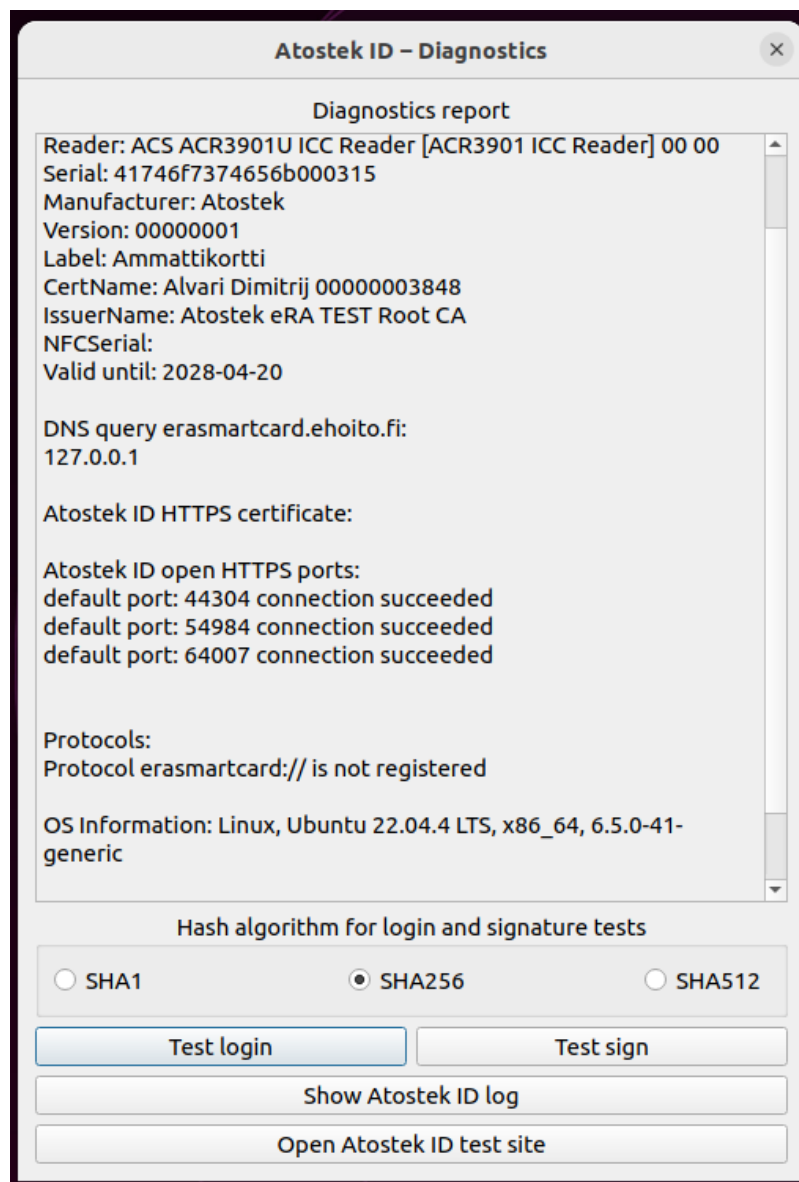 Atostek ID – Diagnostics
Diagnostics report
Reader: ACS ACR3901U ICC Reader [ACR3901 ICC Reader] 00 00
Serial: 41746f7374656b000315
Manufacturer: Atostek
Version: 00000001
Label: Ammattikortti
CertName: Alvari Dimitrij 00000003848
IssuerName: Atostek eRA TEST Root CA
NFCSerial:
Valid until: 2028-04-20
DNS query erasmartcard.ehoito.fi:
127.0.0.1
Atostek ID HTTPS certificate:
Atostek ID open HTTPS ports:
default port: 44304 connection succeeded
default port: 54984 connection succeeded
default port: 64007 connection succeeded
Protocols:
Protocol erasmartcard:// is not registered
OS Information: Linux, Ubuntu 22.04.4 LTS, x86_64, 6.5.0-41-
generic
Hash algorithm for login and signature tests
SHA1 SHA256 SHA512
Test login Test sign
Show Atostek ID log
Open Atostek ID test site